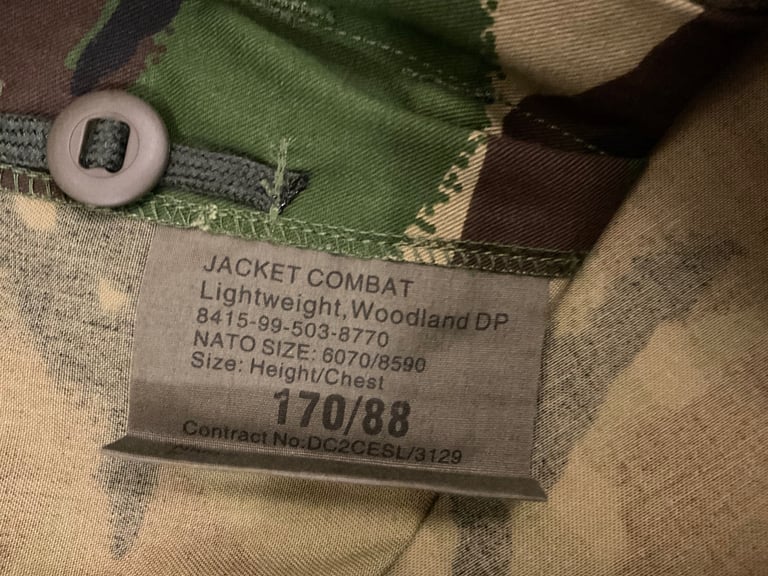 JACKET COMBAT
Lightweight,Woodland DP
8415-99-503-8770
NATO SIZE: 6070/8590
Size: Height/Chest
170/88
Contract No:DC2CESL/3129